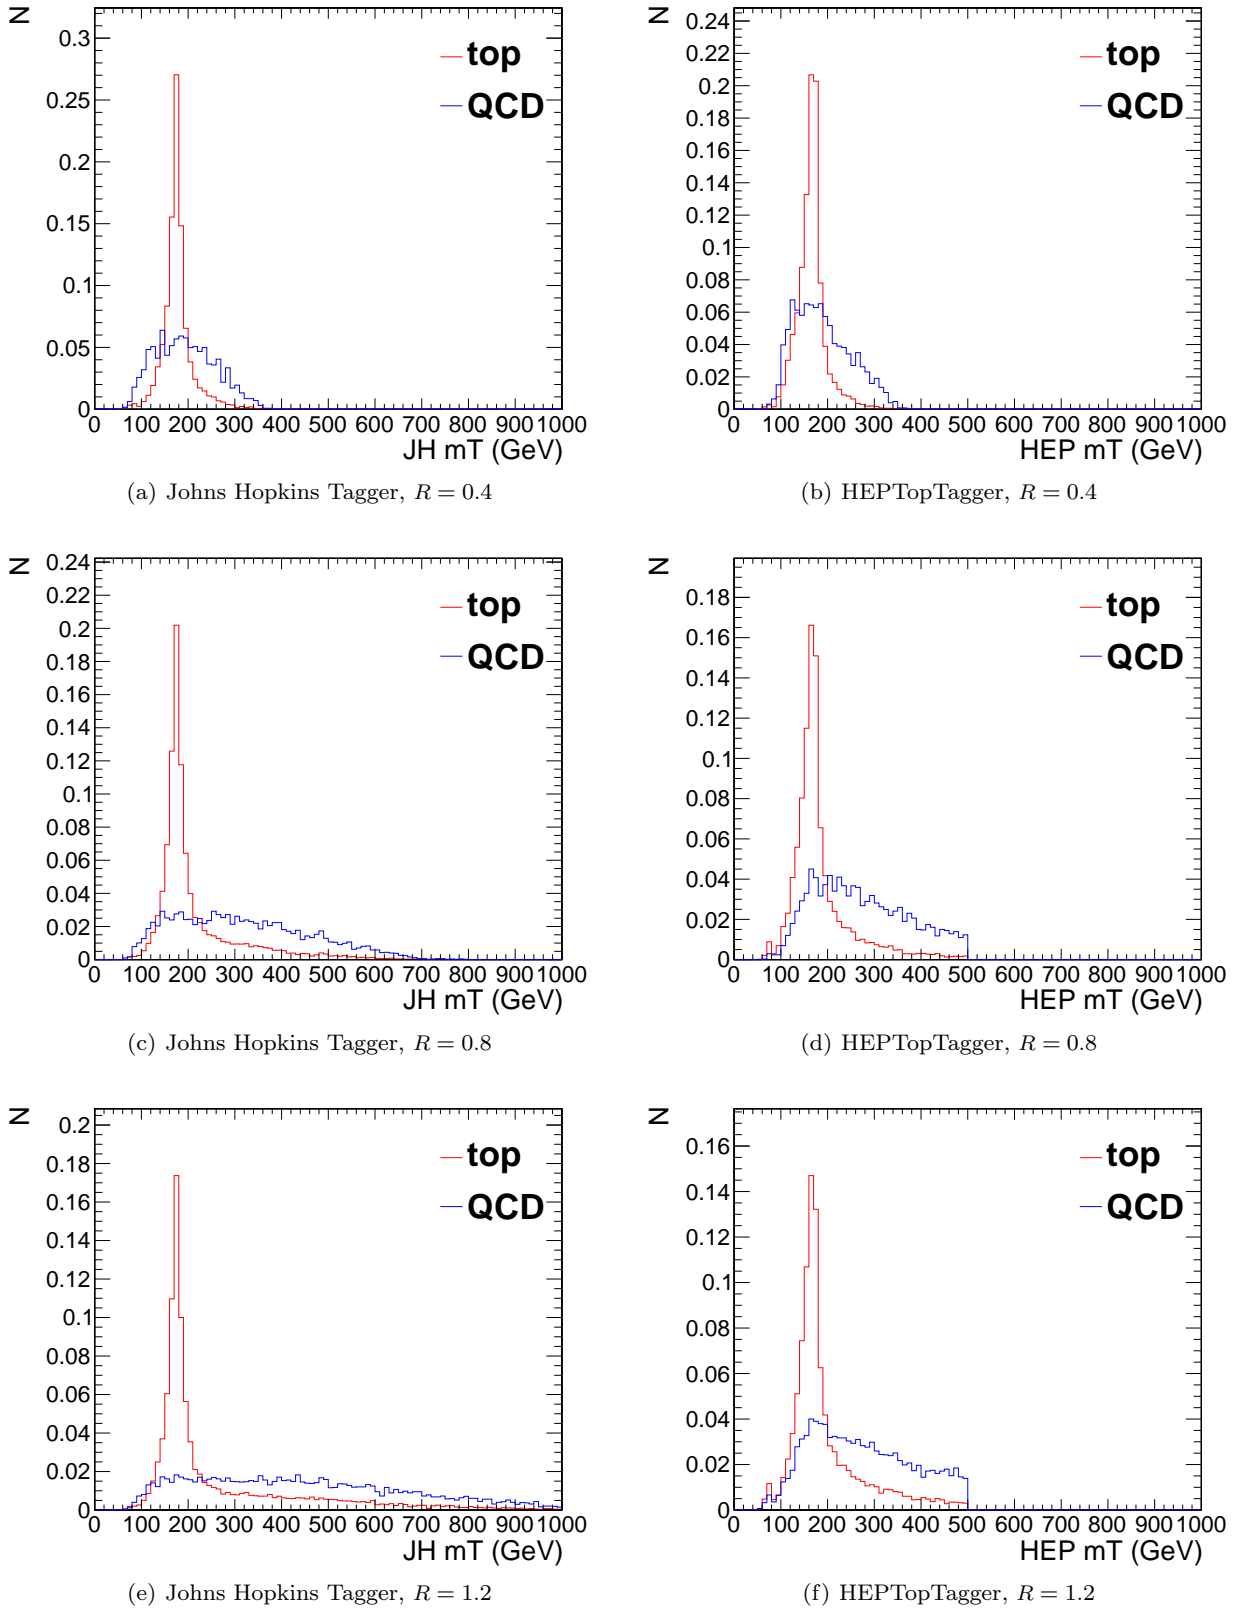 N
0.3
0.25
0.2
0.15
0.1
0.05
0
top
QCD
0 100 200 300 400 500 600 700 800 900 1000
JH mT (GeV)
(a) Johns Hopkins Tagger, R = 0.4
N
0.24
0.22
0.2
0.18
0.16
0.14
0.12
0.1
0.08
0.06
0.04
0.02
0
top
QCD
0 100 200 300 400 500 600 700 800 900 1000
HEP mT (GeV)
(b) HEPTopTagger, R = 0.4
N
0.24
0.22
0.2
0.18
0.16
0.14
0.12
0.1
0.08
0.06
0.04
0.02
0
top
QCD
0 100 200 300 400 500 600 700 800 900 1000
JH mT (GeV)
(c) Johns Hopkins Tagger, R = 0.8
N
0.18
0.16
0.14
0.12
0.1
0.08
0.06
0.04
0.02
0
top
QCD
0 100 200 300 400 500 600 700 800 900 1000
HEP mT (GeV)
(d) HEPTopTagger, R = 0.8
N
0.2
0.18
0.16
0.14
0.12
0.1
0.08
0.06
0.04
0.02
0
top
QCD
0 100 200 300 400 500 600 700 800 900 1000
JH mT (GeV)
(e) Johns Hopkins Tagger, R = 1.2
N
0.16
0.14
0.12
0.1
0.08
0.06
0.04
0.02
0
top
QCD
0 100 200 300 400 500 600 700 800 900 1000
HEP mT (GeV)
(f) HEPTopTagger, R = 1.2